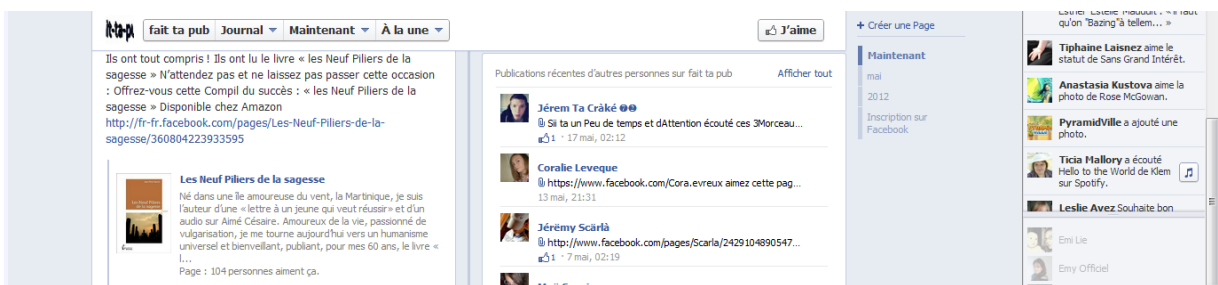 fait ta pub Journal Maintenant À la une
J'aime
Ils ont tout compris ! Ils ont lu le livre « les Neuf Piliers de la
sagesse » N'attendez pas et ne laissez pas passer cette occasion
: Offrez-vous cette Compil du succès : « les Neuf Piliers de la
sagesse » Disponible chez Amazon
http://fr-fr.facebook.com/pages/Les-Neuf-Piliers-de-la-
sagesse/360804223933595
Les Neuf Piliers de la sagesse
Né dans une île amoureuse du vent, la Martinique, je suis
l'auteur d'une «lettre à un jeune qui veut réussir» et d'un
audio sur Aimé Césaire. Amoureux de la vie, passionné de
vulgarisation, je me tourne aujourd'hui vers un humanisme
universel et bienveillant, publiant, pour mes 60 ans, le livre «
l...
Page : 104 personnes aiment ça.
Publications récentes d'autres personnes sur fait ta pub
Afficher tout
Jérem Ta Cràké
Sii ta un Peu de temps et dAttention écouté ces 3Morceau...
1 · 17 mai, 02:12
Coralie Leveque
https://www.facebook.com/Cora.evreux aimez cette pag...
13 mai, 21:31
Jérëmy Scärlà
http://www.facebook.com/pages/Scarla/2429104890547...
1 · 7 mai, 02:19
+ Créer une Page
Maintenant
mai
2012
Inscription sur
Facebook
qu'on "Bazing"à tellem... »
Tiphaine Laisnez aime le
statut de Sans Grand Intérêt.
Anastasia Kustova aime la
photo de Rose McGowan.
PyramidVille a ajouté une
photo.
Ticia Mallory a écouté
Hello to the World de Klem
sur Spotify.
Leslie Avez Souhaite bon
Emi Lie
Emy Officiel